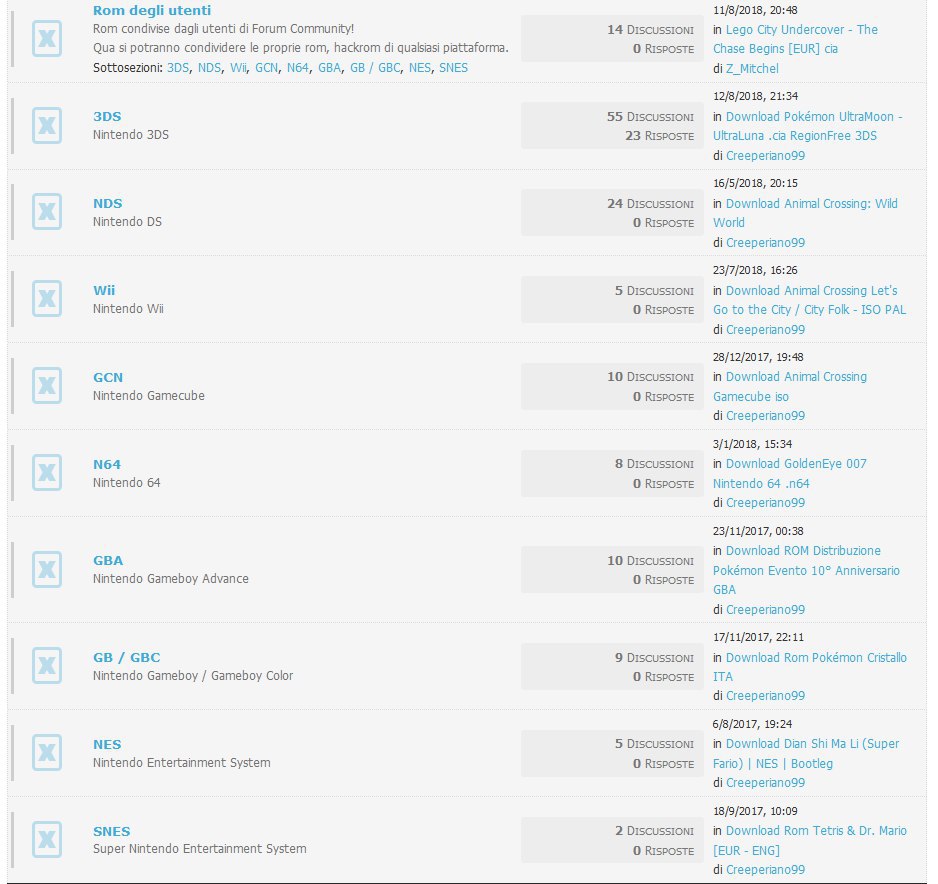 Rom degli utenti
Rom condivise dagli utenti di Forum Community!
Qua si potranno condividere le proprie rom, hackrom di qualsiasi piattaforma.
Sottosezioni: 3DS, NDS, Wii, GCN, N64, GBA, GB / GBC, NES, SNES
14 Discussioni
0 Risposte
11/8/2018, 20:48
in Lego City Undercover - The
Chase Begins [EUR] cia
di Z_Mitchel
3DS
Nintendo 3DS
55 Discussioni
23 Risposte
12/8/2018, 21:34
in Download Pokémon UltraMoon -
UltraLuna .cia RegionFree 3DS
di Creeperiano99
NDS
Nintendo DS
24 Discussioni
0 Risposte
16/5/2018, 20:15
in Download Animal Crossing: Wild
World
di Creeperiano99
Wii
Nintendo Wii
5 Discussioni
0 Risposte
23/7/2018, 16:26
in Download Animal Crossing Let's
Go to the City / City Folk - ISO PAL
di Creeperiano99
GCN
Nintendo Gamecube
10 Discussioni
0 Risposte
28/12/2017, 19:48
in Download Animal Crossing
Gamecube iso
di Creeperiano99
N64
Nintendo 64
8 Discussioni
0 Risposte
3/1/2018, 15:34
in Download GoldenEye 007
Nintendo 64 .n64
di Creeperiano99
GBA
Nintendo Gameboy Advance
10 Discussioni
0 Risposte
23/11/2017, 00:38
in Download ROM Distribuzione
Pokémon Evento 10° Anniversario
GBA
di Creeperiano99
GB / GBC
Nintendo Gameboy / Gameboy Color
9 Discussioni
0 Risposte
17/11/2017, 22:11
in Download Rom Pokémon Cristallo
ITA
di Creeperiano99
NES
Nintendo Entertainment System
5 Discussioni
0 Risposte
6/8/2017, 19:24
in Download Dian Shi Ma Li (Super
Fario) | NES | Bootleg
di Creeperiano99
SNES
Super Nintendo Entertainment System
2 Discussioni
0 Risposte
18/9/2017, 10:09
in Download Rom Tetris & Dr. Mario
[EUR - ENG]
di Creeperiano99